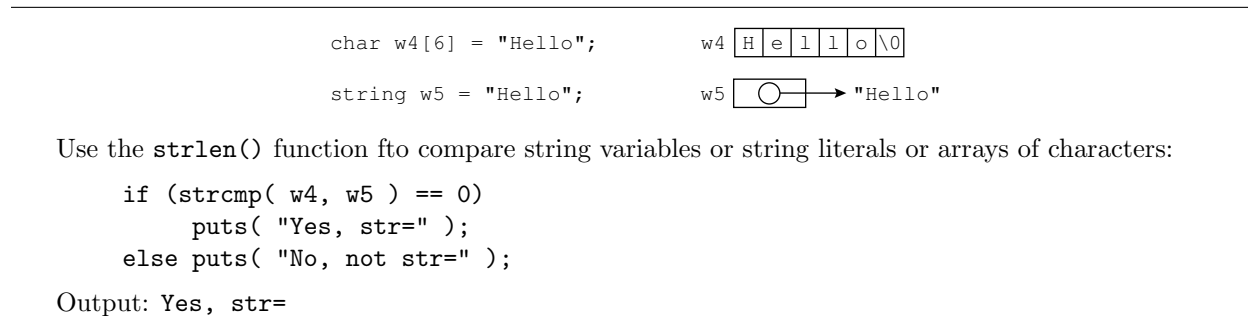 char w4[6] = "Hello"; w4 H e l l o \0
string w5 = "Hello"; w5 "Hello"
Use the strlen() function fto compare string variables or string literals or arrays of characters:
if (strcmp( w4, w5 ) == 0)
puts( "Yes, str=" );
else puts( "No, not str=" );
Output: Yes, str=